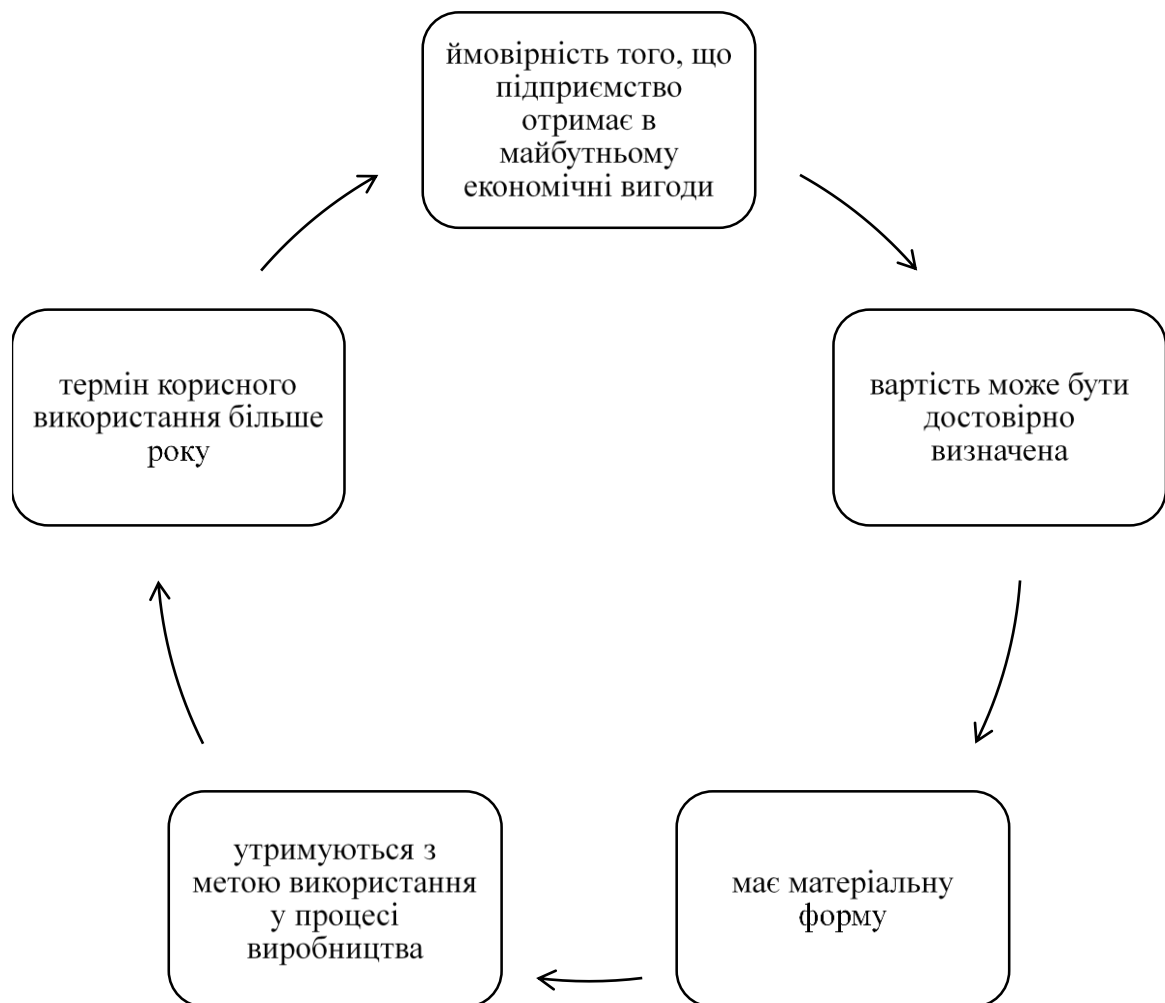 ймовірність того, що
підприємство
отримає в
майбутньому
економічні вигоди
вартість може бути
достовірно
визначена
має матеріальну
форму
утримуються з
метою використання
у процесі
виробництва
термін корисного
використання більше
року